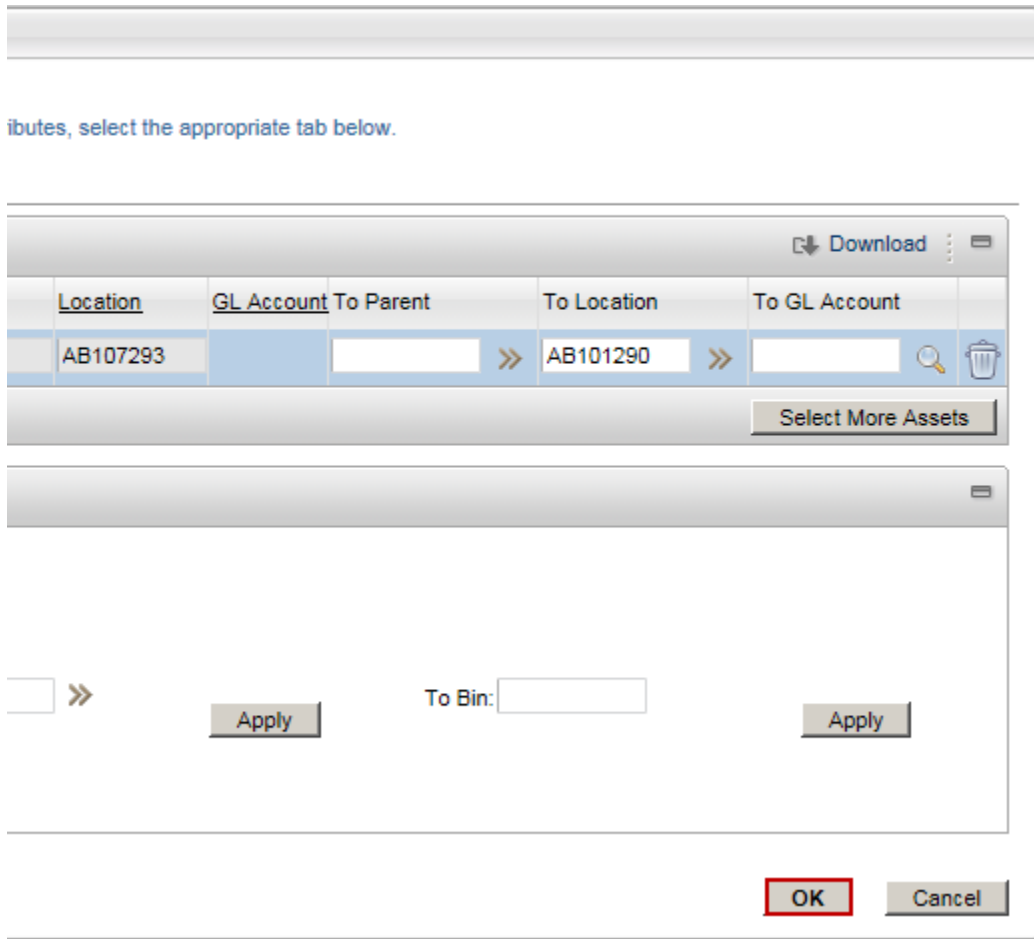 ibutes, select the appropriate tab below.
Download
Location GL Account To Parent To Location To GL Account
AB107293 AB101290
Select More Assets
To Bin:
Apply Apply
OK Cancel